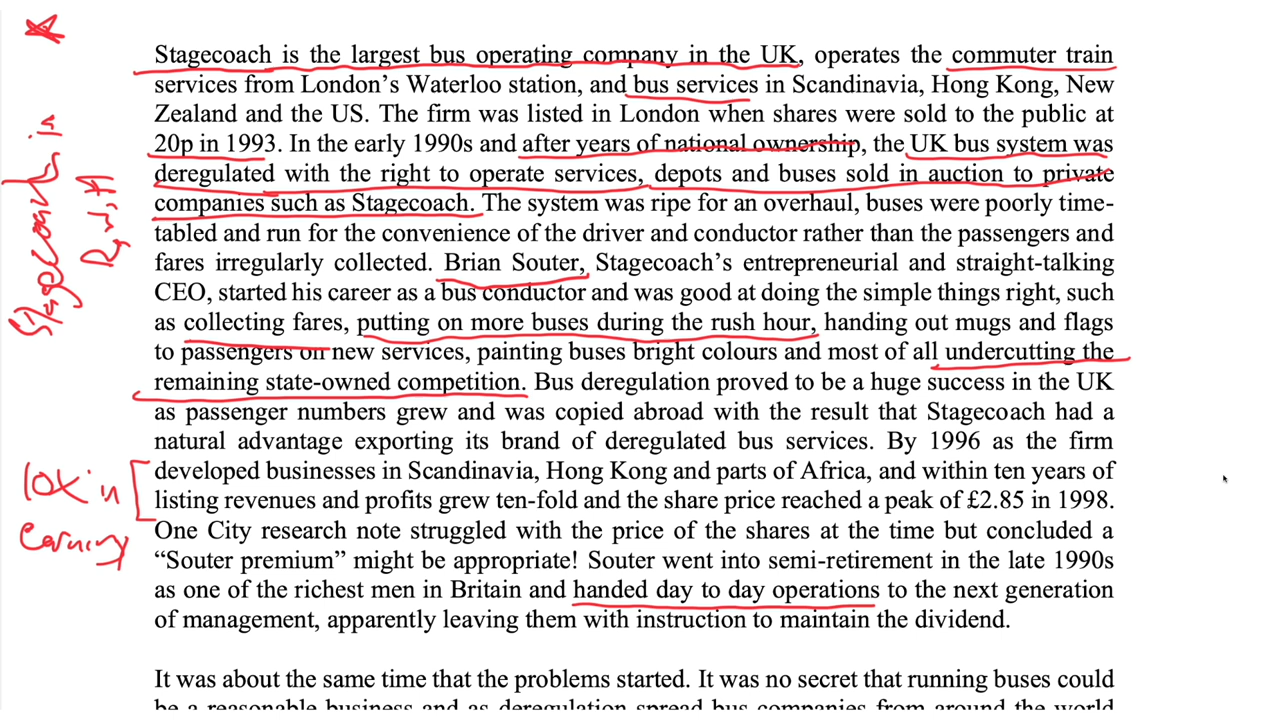 Stagecoach is the largest bus operating company in the UK, operates the commuter train
services from London’s Waterloo station, and bus services in Scandinavia, Hong Kong, New
Zealand and the US. The firm was listed in London when shares were sold to the public at
20p in 1993. In the early 1990s and after years of national ownership, the UK bus system was
deregulated with the right to operate services, depots and buses sold in auction to private
companies such as Stagecoach. The system was ripe for an overhaul, buses were poorly time-
tabled and run for the convenience of the driver and conductor rather than the passengers and
fares irregularly collected. Brian Souter, Stagecoach’s entrepreneurial and straight-talking
CEO, started his career as a bus conductor and was good at doing the simple things right, such
as collecting fares, putting on more buses during the rush hour, handing out mugs and flags
to passengers on new services, painting buses bright colours and most of all undercutting the
remaining state-owned competition. Bus deregulation proved to be a huge success in the UK
as passenger numbers grew and was copied abroad with the result that Stagecoach had a
natural advantage exporting its brand of deregulated bus services. By 1996 as the firm
developed businesses in Scandinavia, Hong Kong and parts of Africa, and within ten years of
listing revenues and profits grew ten-fold and the share price reached a peak of £2.85 in 1998.
One City research note struggled with the price of the shares at the time but concluded a
“Souter premium” might be appropriate! Souter went into semi-retirement in the late 1990s
as one of the richest men in Britain and handed day to day operations to the next generation
of management, apparently leaving them with instruction to maintain the dividend.
It was about the same time that the problems started. It was no secret that running buses could
be a reasonable business and as deregulation spread bus companies from around the world
Stagecoach in
10X in
earning